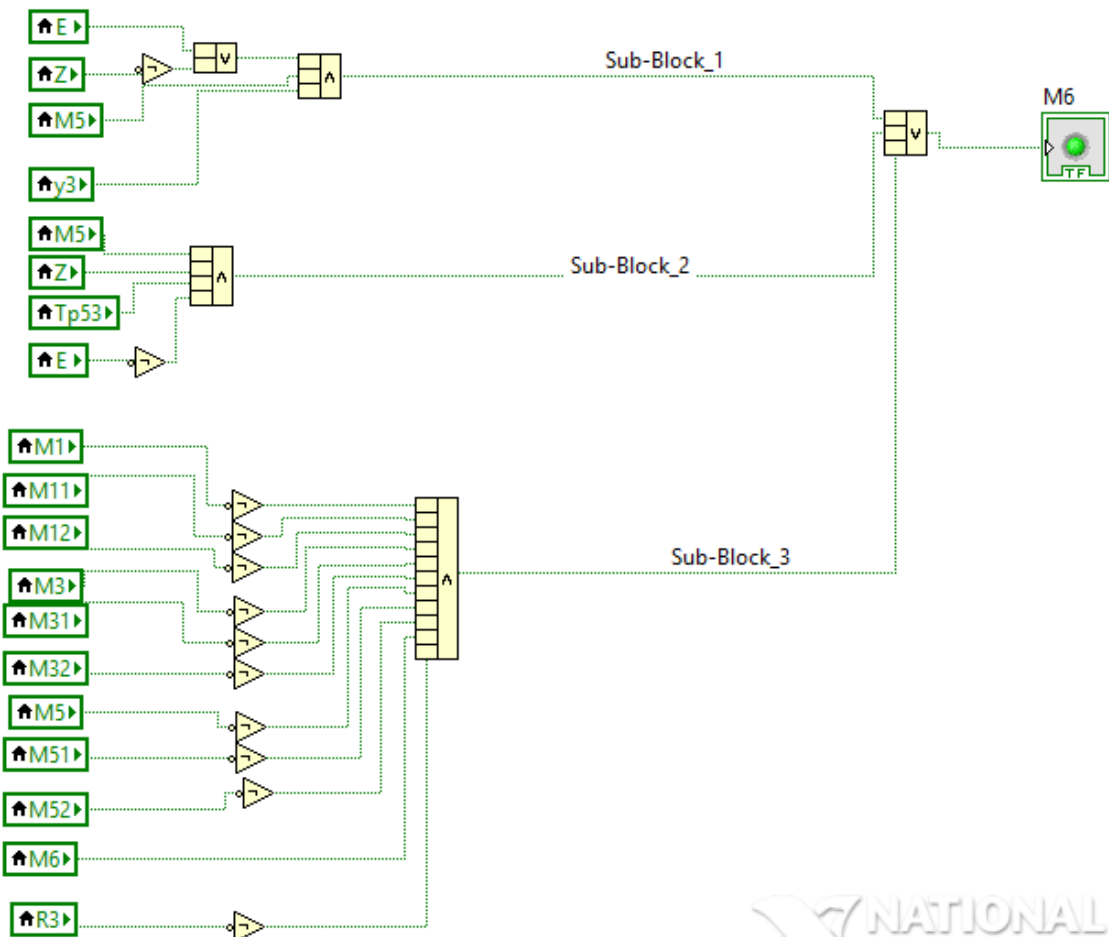 E
Z
M5
y3
Sub-Block_1
M6
TF
M5
Z
Tp53
E
Sub-Block_2
M1
M11
M12
M3
M31
M32
M5
M51
M52
M6
R3
Sub-Block_3
NATIONAL